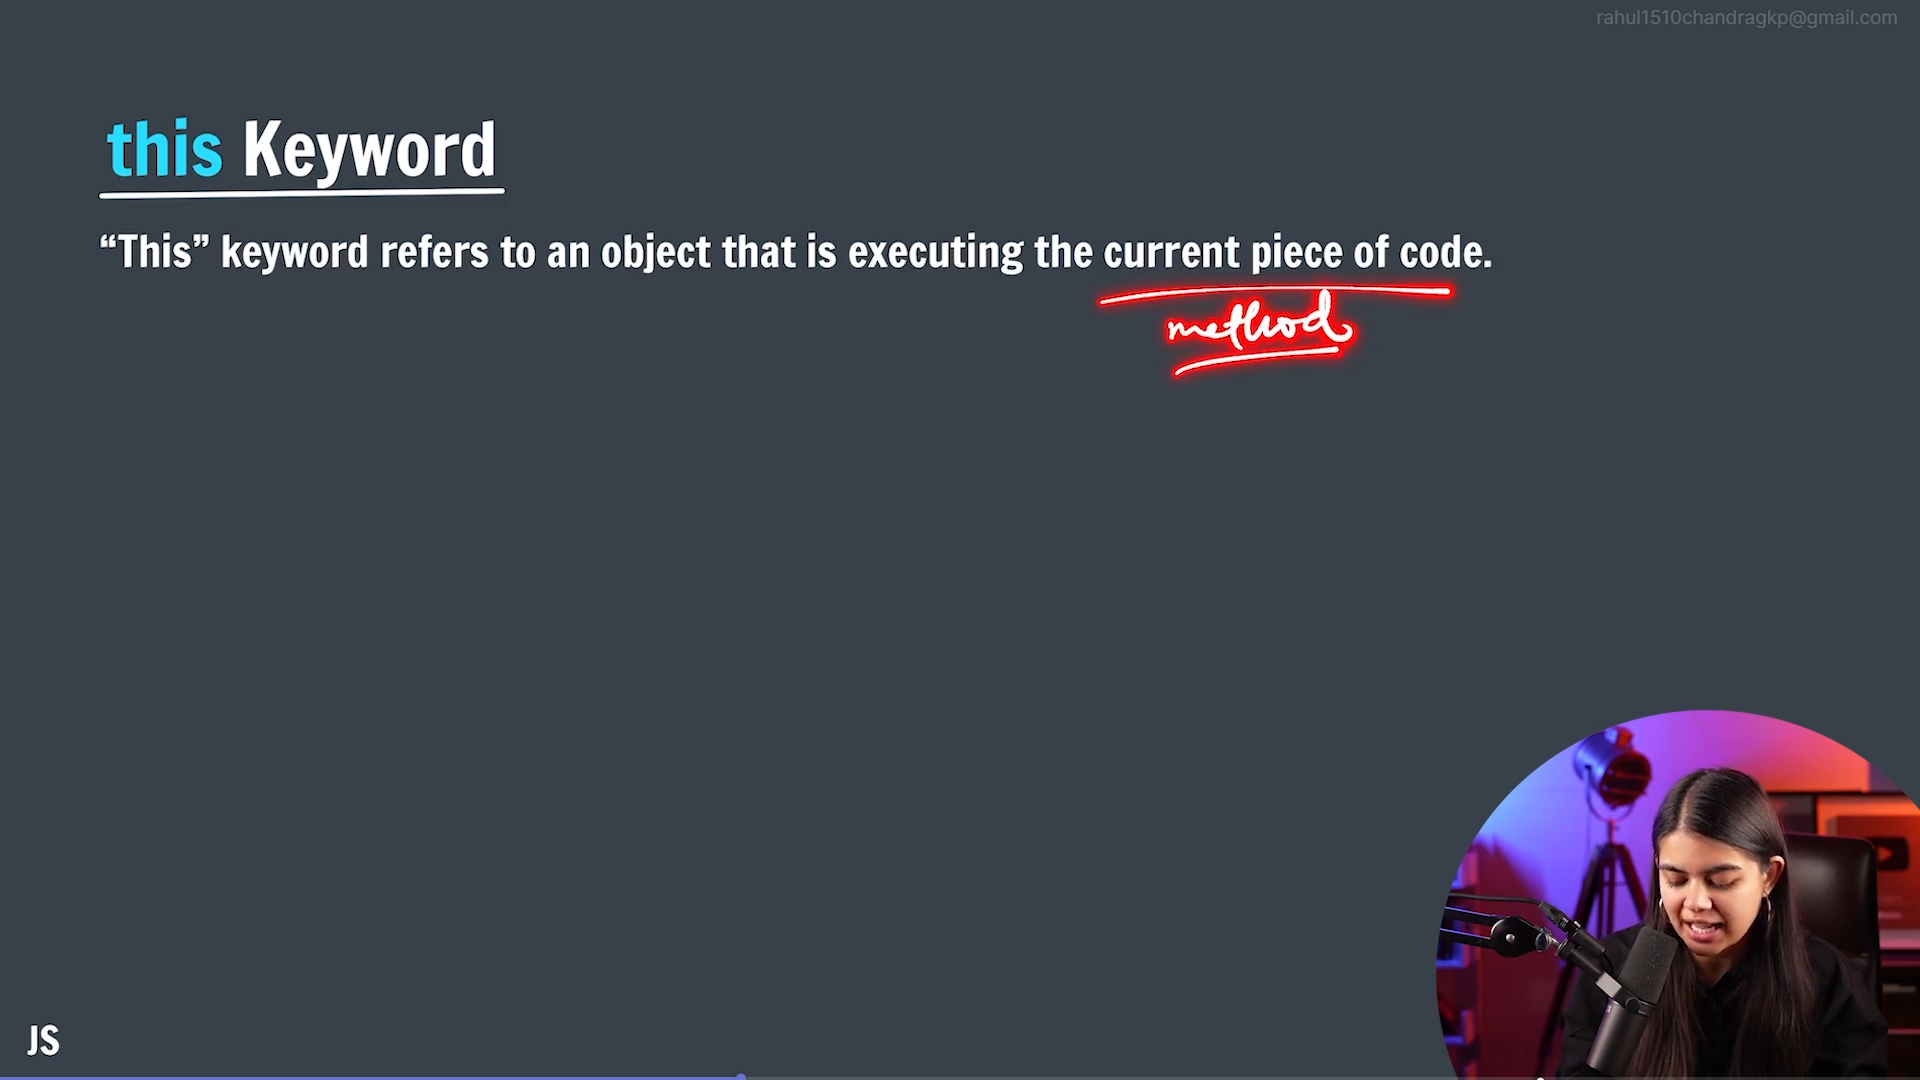 rahul1510chandragkp@gmail.com
this Keyword
“This” keyword refers to an object that is executing the current piece of code.
method
JS